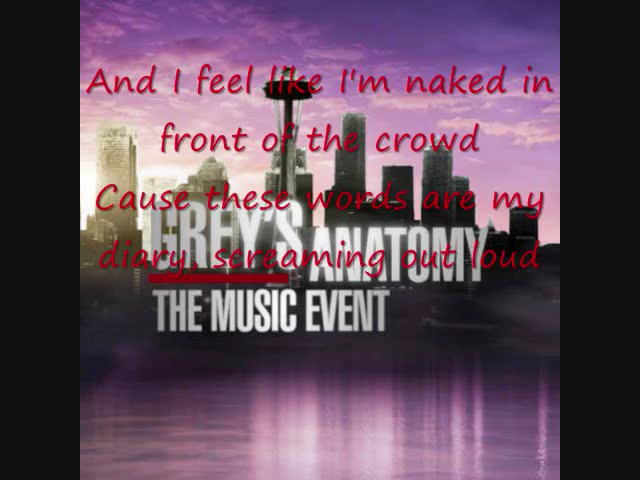 And I feel like I'm naked in
front of the crowd
Cause these words are my
diary, screaming out loud
GREY'S
ANATOMY
THE MUSIC EVENT